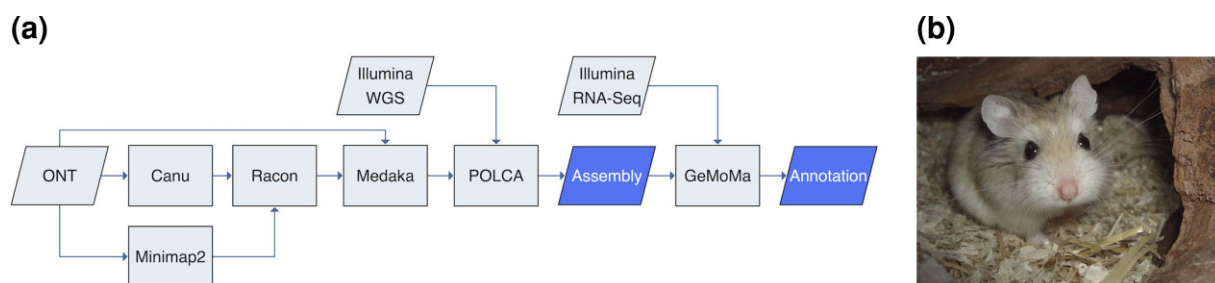 (a)
(b)
Illumina
WGS
Illumina
RNA-Seq
ONT
Canu
Racon
Medaka
POLCA
Assembly
GeMoMa
Annotation
Minimap2